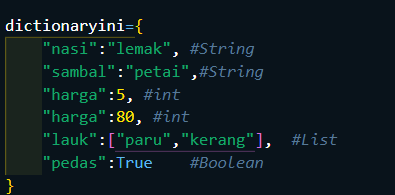 dictionaryini={
"nasi":"lemak", #String
"sambal":"petai",#String
"harga":5, #int
"harga":80, #int
"lauk":["paru","kerang"], #List
"pedas":True #Boolean
}